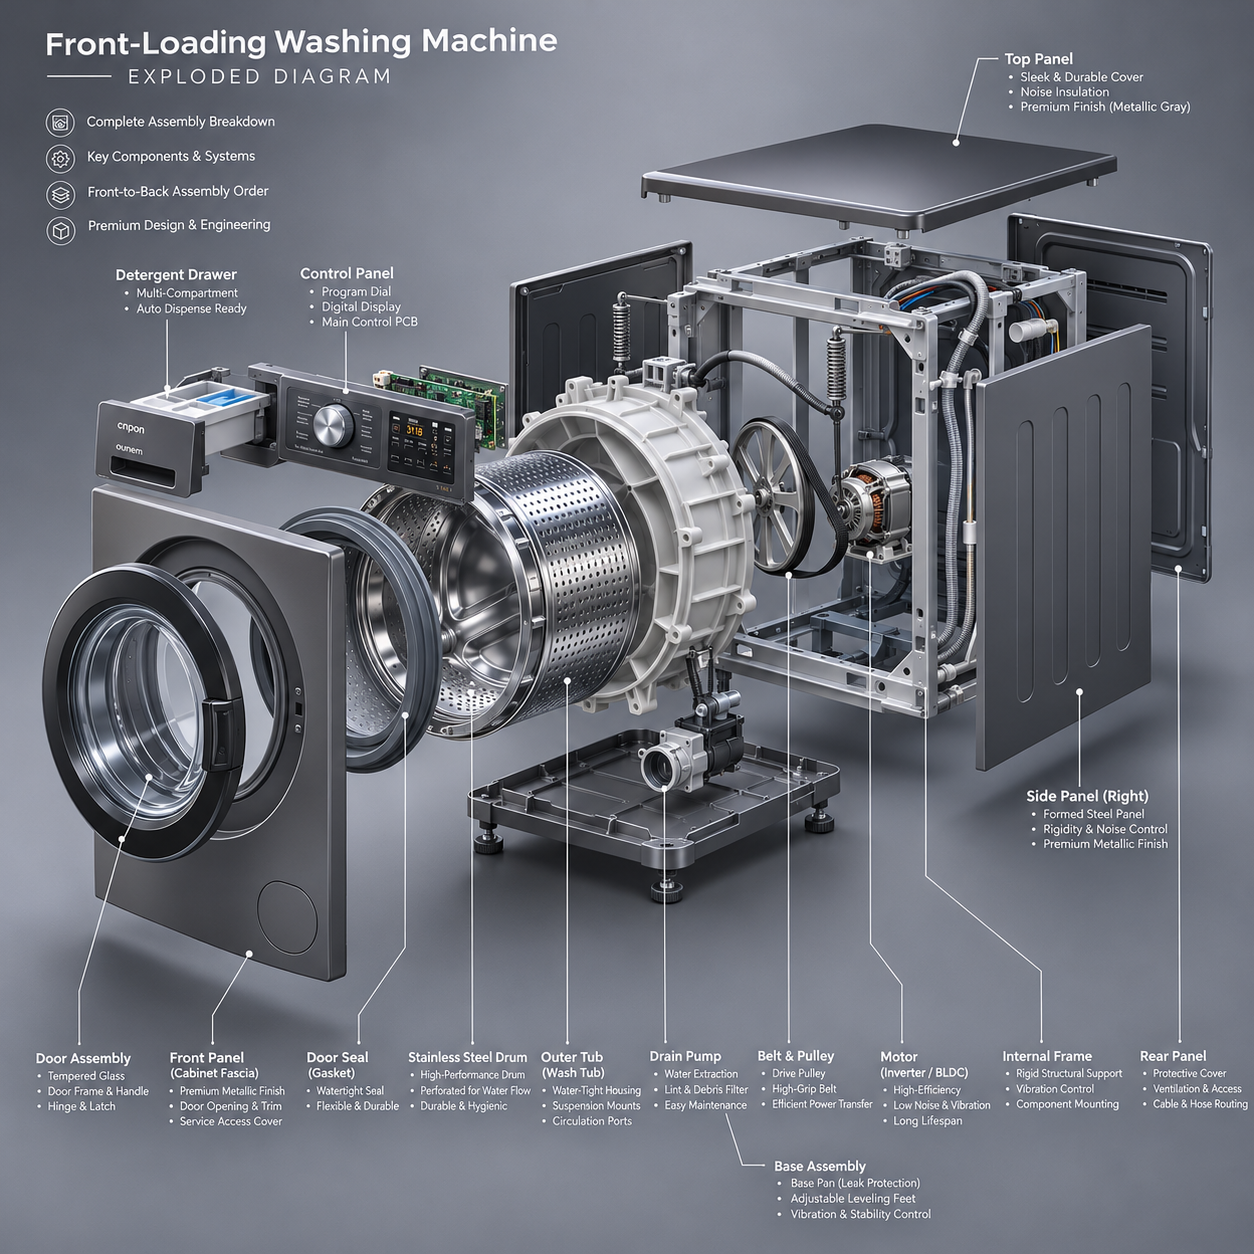 Front-Loading Washing Machine
EXPLODED DIAGRAM
Complete Assembly Breakdown
Key Components & Systems
Front-to-Back Assembly Order
Premium Design & Engineering
Top Panel
• Sleek & Durable Cover
• Noise Insulation
• Premium Finish (Metallic Gray)
Detergent Drawer
• Multi-Compartment
• Auto Dispense Ready
Control Panel
• Program Dial
• Digital Display
• Main Control PCB
cnpon
ounem
Side Panel (Right)
• Formed Steel Panel
• Rigidity & Noise Control
• Premium Metallic Finish
Door Assembly
• Tempered Glass
• Door Frame & Handle
• Hinge & Latch
Front Panel
(Cabinet Fascia)
• Premium Metallic Finish
• Door Opening & Trim
• Service Access Cover
Door Seal
(Gasket)
• Watertight Seal
• Flexible & Durable
Stainless Steel Drum
• High-Performance Drum
• Perforated for Water Flow
• Durable & Hygienic
Outer Tub
(Wash Tub)
• Water-Tight Housing
• Suspension Mounts
• Circulation Ports
Drain Pump
• Water Extraction
• Lint & Debris Filter
• Easy Maintenance
Belt & Pulley
• Drive Pulley
• High-Grip Belt
• Efficient Power Transfer
Motor
(Inverter / BLDC)
• High-Efficiency
• Low Noise & Vibration
• Long Lifespan
Internal Frame
• Rigid Structural Support
• Vibration Control
• Component Mounting
Rear Panel
• Protective Cover
• Ventilation & Access
• Cable & Hose Routing
Base Assembly
• Base Pan (Leak Protection)
• Adjustable Leveling Feet
• Vibration & Stability Control